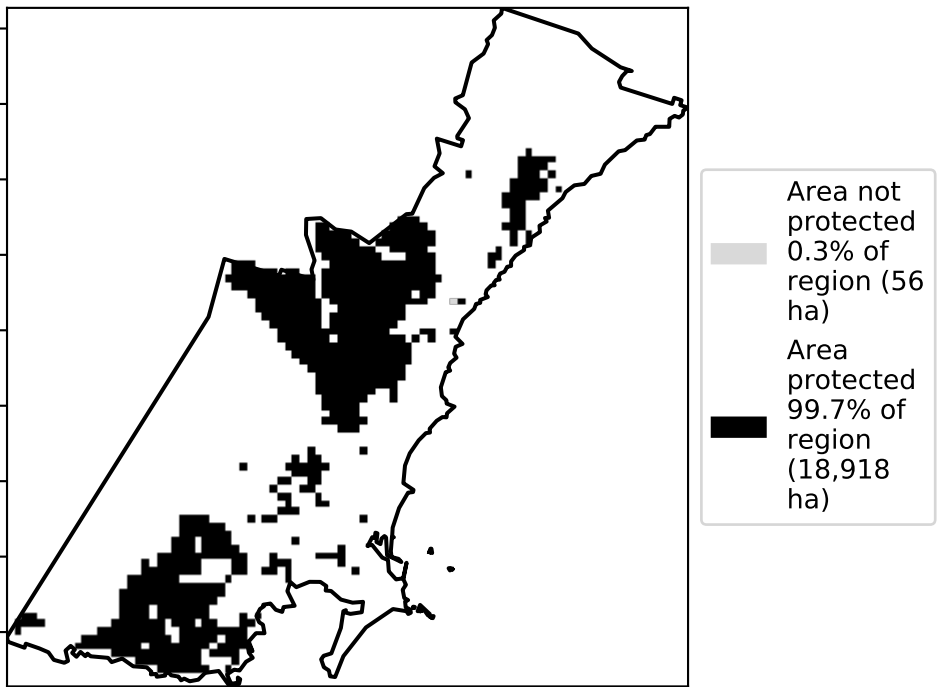 Area not
protected
0.3% of
region (56
ha)
Area
protected
99.7% of
region
(18,918
ha)